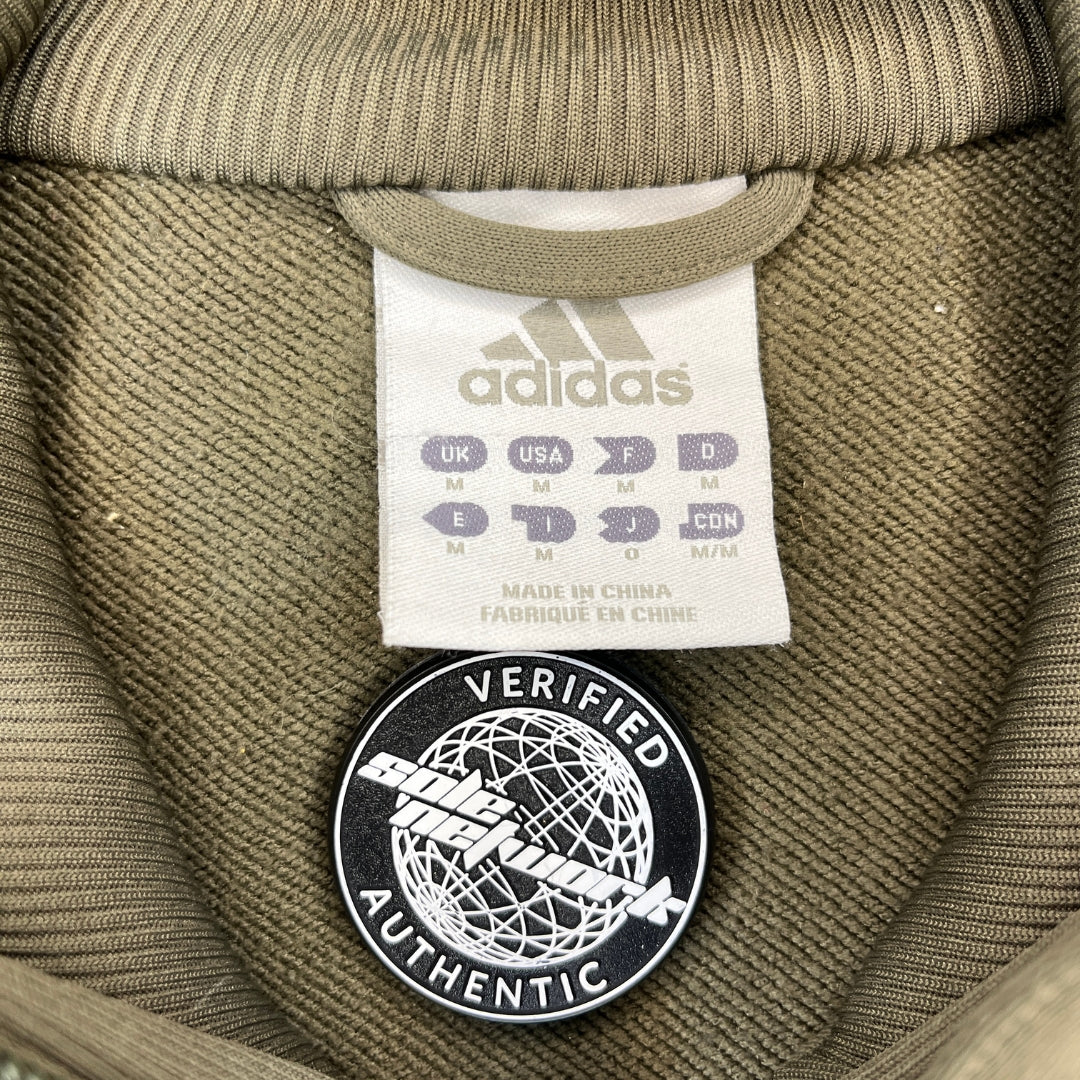 adidas®
UK USA F D
M M M M
E I J CDN
M M O M/M
MADE IN CHINA
FABRIQUÉ EN CHINE
VERIFIED
sole
network
AUTHENTIC